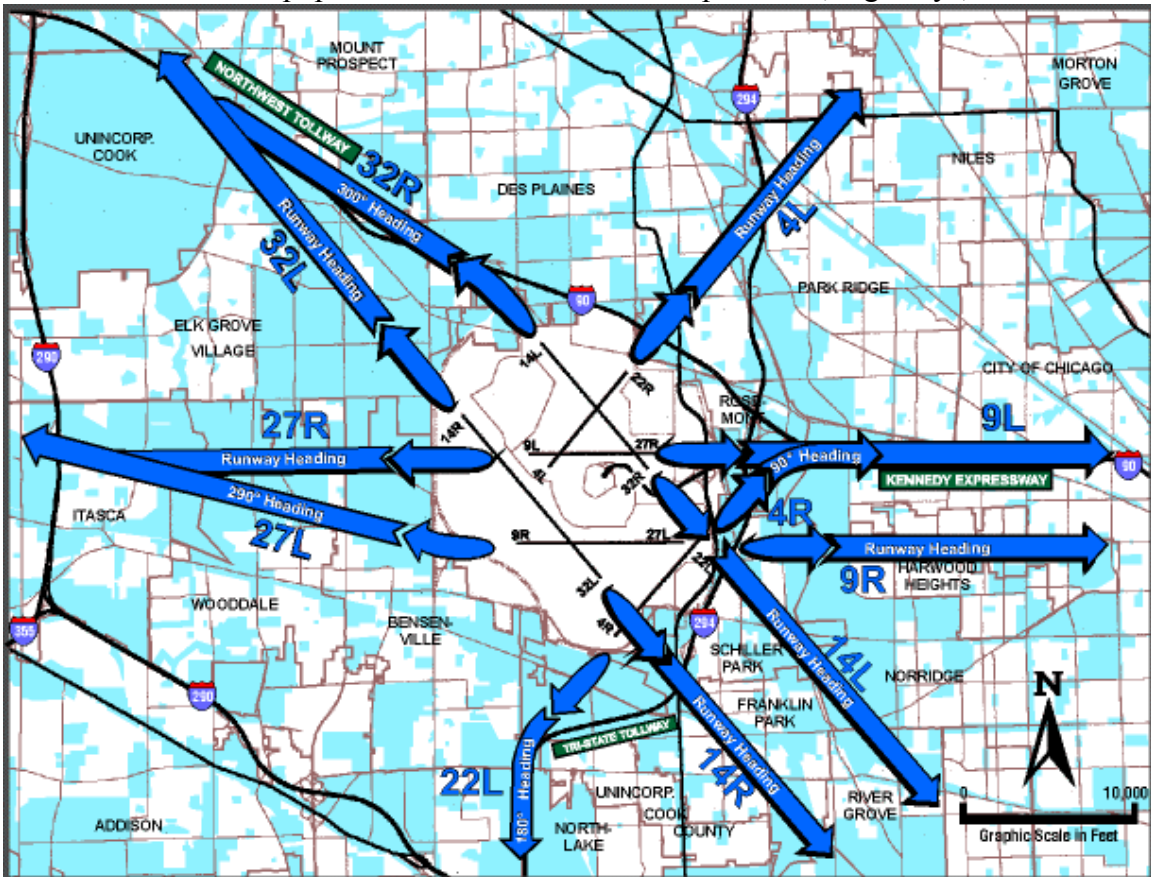 MOUNT
PROSPECT
MORTON
GROVE
NORTHWEST TOLLWAY
294
UNINCORP.
COOK
NILES
32R
DES PLAINES
300° Heading
Runway Heading
4L
Runway Heading
32L
PARK RIDGE
90
ELK GROVE
VILLAGE
290
14L
22R
CITY OF CHICAGO
ROSE-
MONT
27R
14R
9L
27R
9L
Runway Heading
4L
32R
90° Heading
90
KENNEDY EXPRESSWAY
290° Heading
ITASCA
27L
4R
9R
27L
Runway Heading
22L
HARWOOD
HEIGHTS
9R
WOODDALE
32L
BENSEN-
VILLE
355
4R
294
SCHILLER
PARK
Runway Heading
14L
NORRIDGE
290
FRANKLIN
PARK
N
TRI-STATE TOLLWAY
Runway Heading
14R
22L
180° Heading
UNINCORP.
COOK
COUNTY
RIVER
GROVE
0 10,000
Graphic Scale in Feet
ADDISON
NORTH-
LAKE